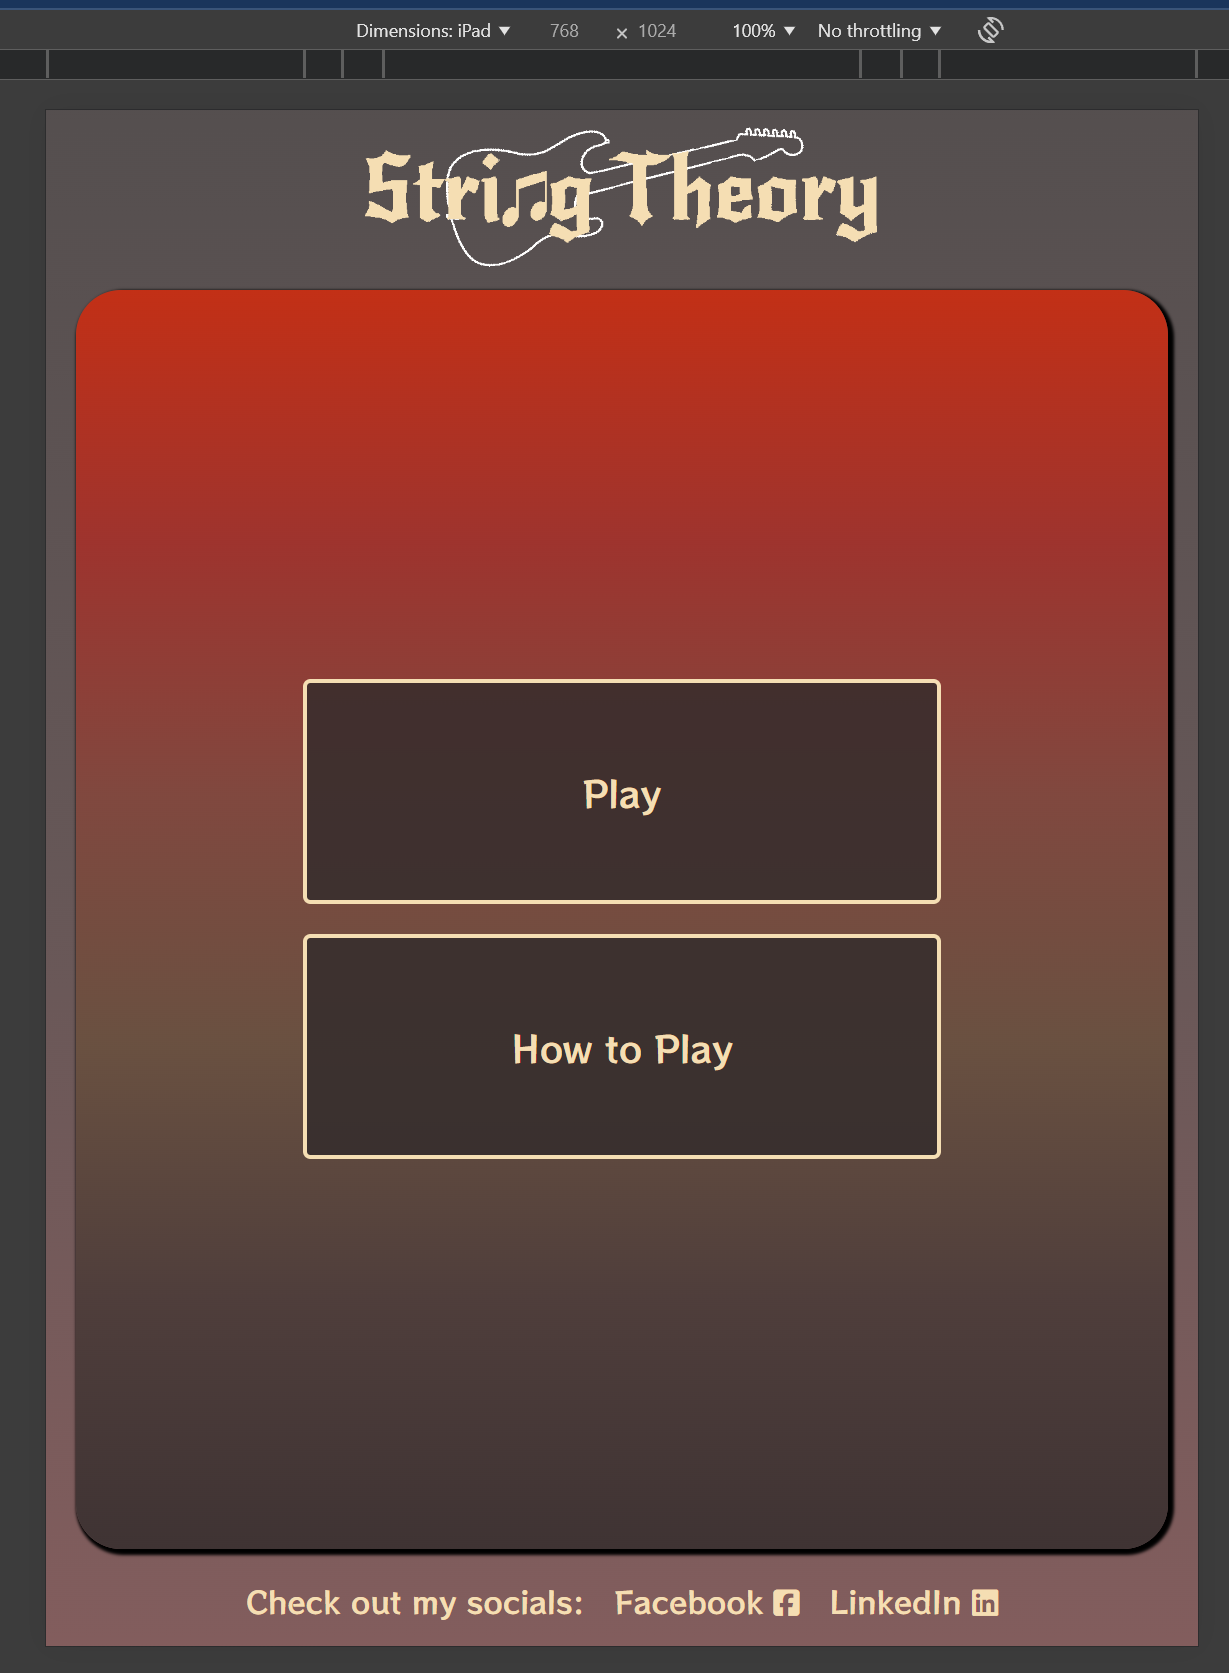 Dimensions: iPad 768 × 1024 100% No throttling
String Theory
Play
How to Play
Check out my socials: Facebook LinkedIn in